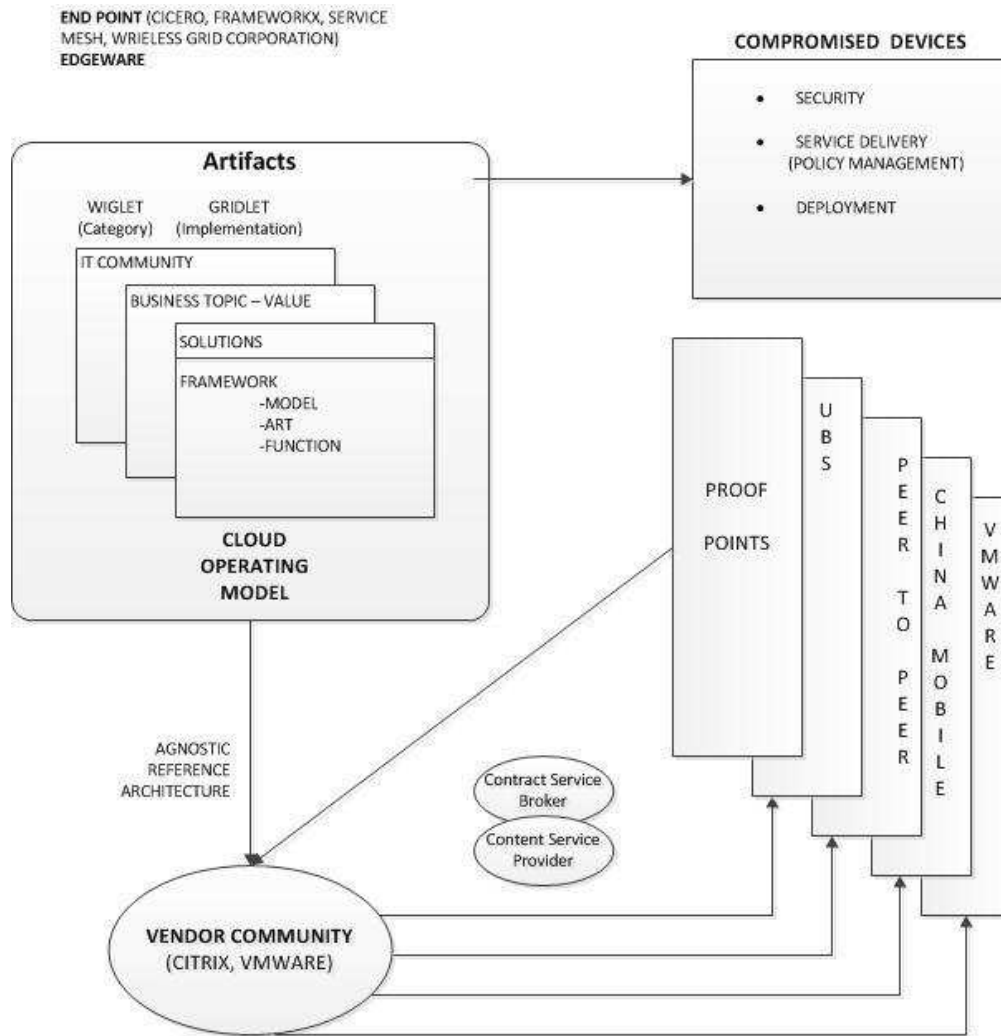 END POINT (CICERO, FRAMEWORKX, SERVICE
MESH, WRIELESS GRID CORPORATION)
EDGEWARE
COMPROMISED DEVICES
• SECURITY
• SERVICE DELIVERY
(POLICY MANAGEMENT)
• DEPLOYMENT
Artifacts
WIGLET
(Category)
GRIDLET
(Implementation)
IT COMMUNITY
BUSINESS TOPIC – VALUE
SOLUTIONS
FRAMEWORK
-MODEL
-ART
-FUNCTION
CLOUD
OPERATING
MODEL
PROOF
POINTS
UBS
PEER TO PEER
CHINA MOBILE
VMWARE
AGNOSTIC
REFERENCE
ARCHITECTURE
Contract Service
Broker
Content Service
Provider
VENDOR COMMUNITY
(CITRIX, VMWARE)